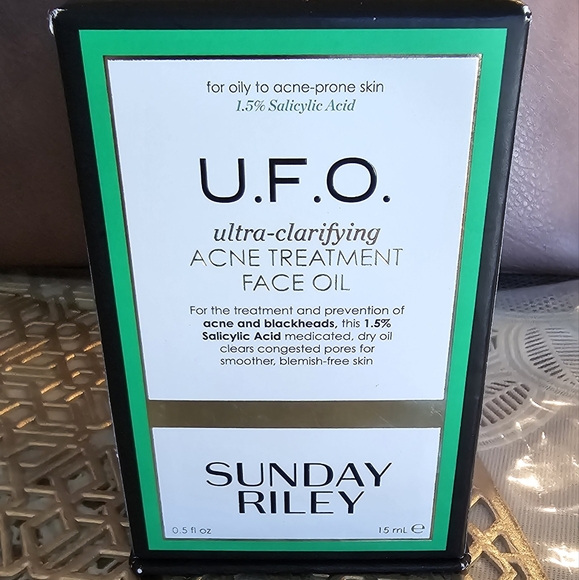 for oily to acne-prone skin
1.5% Salicylic Acid
U.F.O.
ultra-clarifying
ACNE TREATMENT
FACE OIL
For the treatment and prevention of
acne and blackheads, this 1.5%
Salicylic Acid medicated, dry oil
clears congested pores for
smoother, blemish-free skin
SUNDAY
RILEY
0.5 fl oz 15 mL ℮